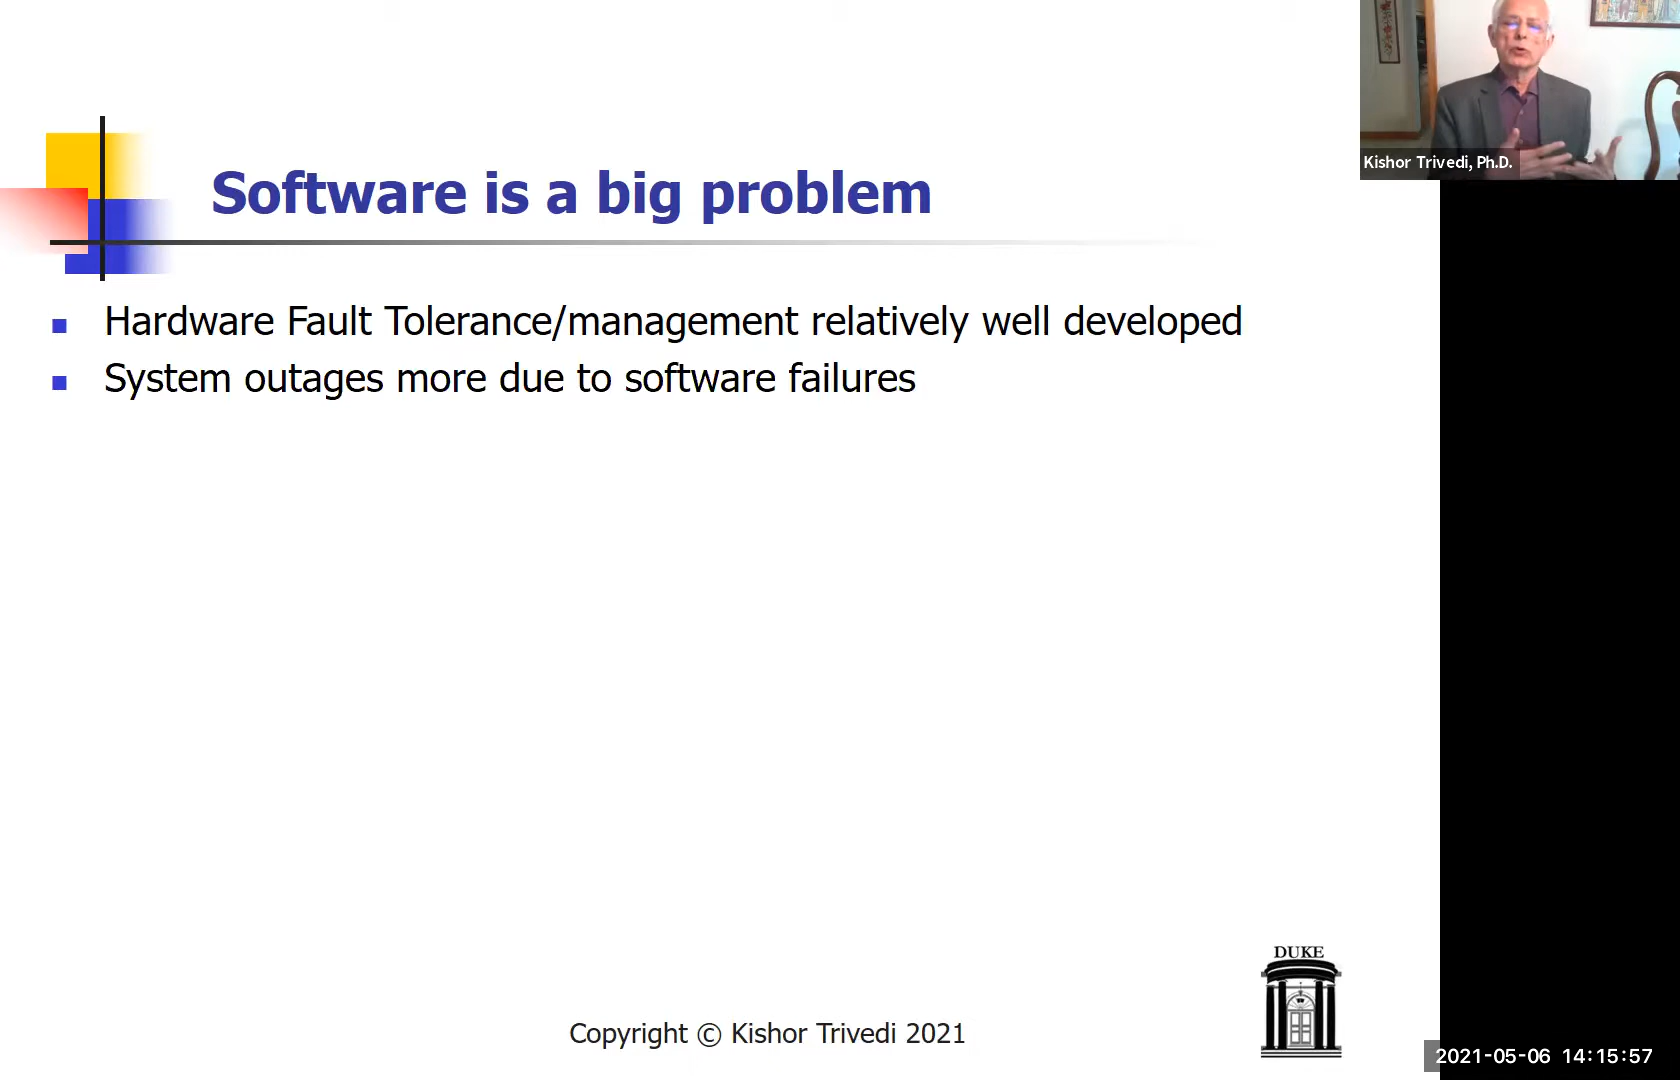 Kishor Trivedi, Ph.D.
Software is a big problem
Hardware Fault Tolerance/management relatively well developed
System outages more due to software failures
DUKE
Copyright © Kishor Trivedi 2021
2021-05-06 14:15:57